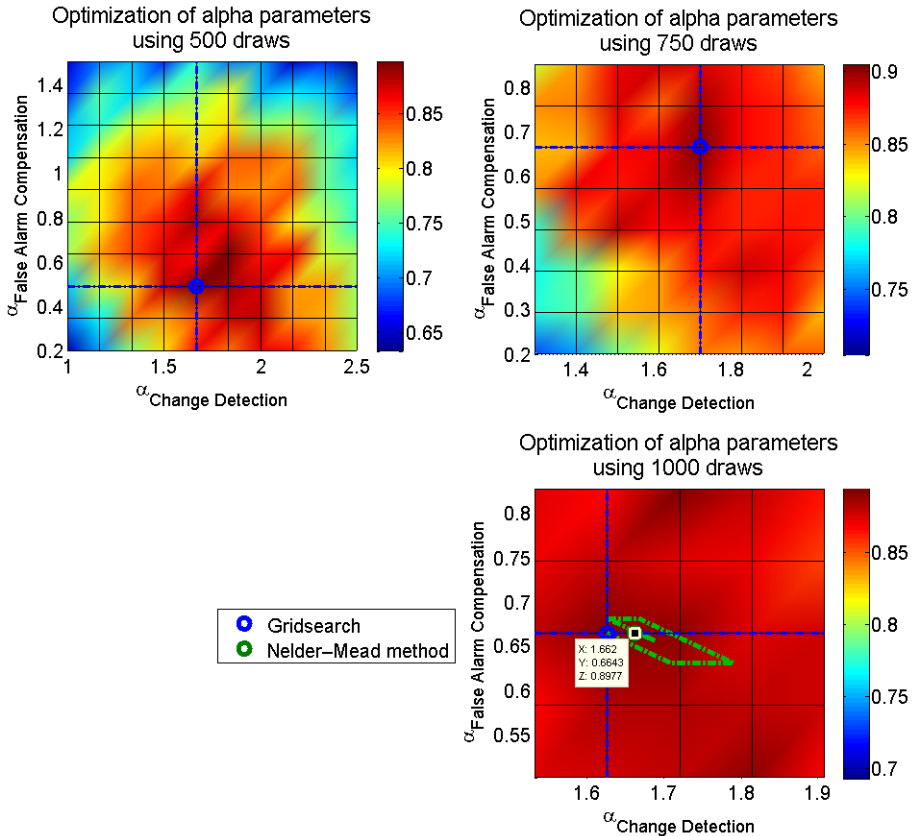 Optimization of alpha parameters
using 500 draws
1.4
1.2
1
0.8
0.6
0.4
0.2
1
1.5
2
2.5
α False Alarm Compensation
α Change Detection
0.85
0.8
0.75
0.7
0.65
Optimization of alpha parameters
using 750 draws
0.8
0.7
0.6
0.5
0.4
0.3
0.2
1.4
1.6
1.8
2
α False Alarm Compensation
α Change Detection
0.9
0.85
0.8
0.75
Optimization of alpha parameters
using 1000 draws
0.8
0.75
0.7
0.65
0.6
0.55
1.6
1.7
1.8
1.9
α False Alarm Compensation
α Change Detection
X: 1.662
Y: 0.6643
Z: 0.8977
0.85
0.8
0.75
0.7
Gridsearch
Nelder–Mead method